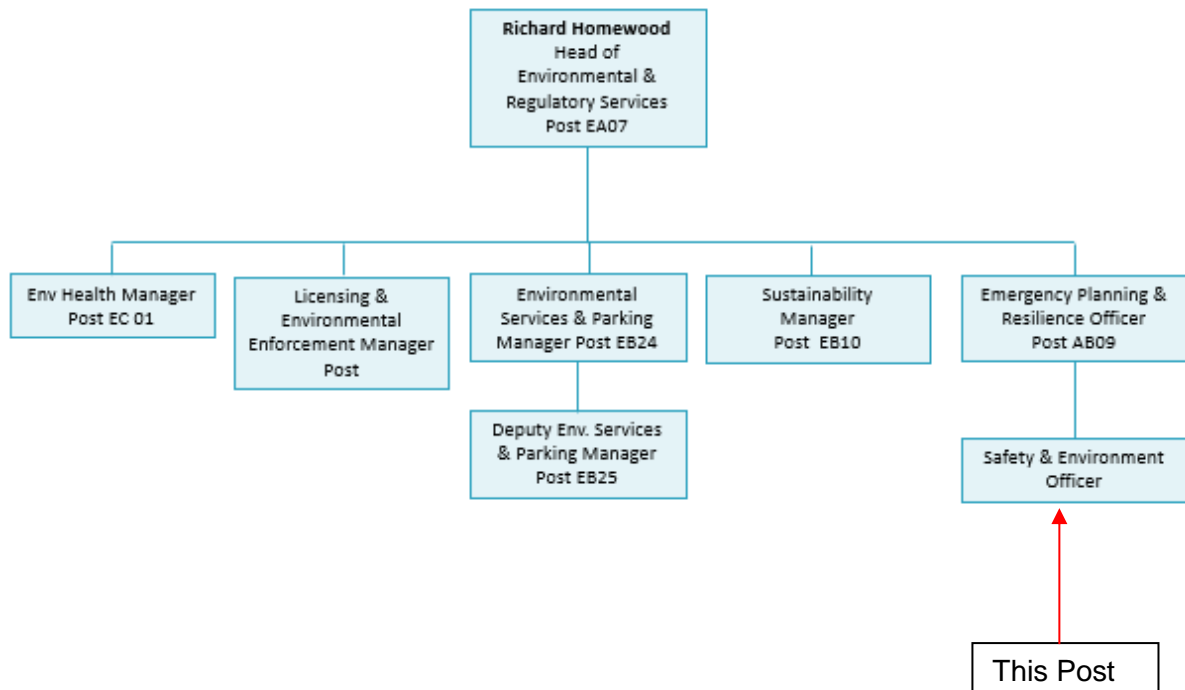 Richard Homewood
Head of
Environmental &
Regulatory Services
Post EA07
Env Health Manager
Post EC 01
Licensing &
Environmental
Enforcement Manager
Post
Environmental
Services & Parking
Manager Post EB24
Sustainability
Manager
Post EB10
Emergency Planning &
Resilience Officer
Post AB09
Deputy Env. Services
& Parking Manager
Post EB25
Safety & Environment
Officer
This Post